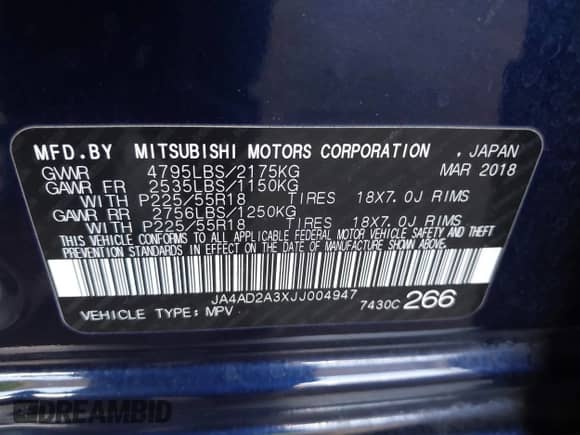 MFD.BY MITSUBISHI MOTORS CORPORATION . JAPAN
GVWR 4795LBS/2175KG MAR 2018
GAWR FR 2535LBS/1150KG
WITH P225/55R18 TIRES 18X7.0J RIMS
GAWR RR 2756LBS/1250KG
WITH P225/55R18 TIRES 18X7.0J RIMS
THIS VEHICLE CONFORMS TO ALL APPLICABLE FEDERAL MOTOR VEHICLE SAFETY AND THEFT
PREVENTION STANDARDS IN EFFECT ON THE DATE OF MANUFACTURE SHOWN ABOVE.
JA4AD2A3XJJ004947
VEHICLE TYPE: MPV 7430C 266
DREAMBID